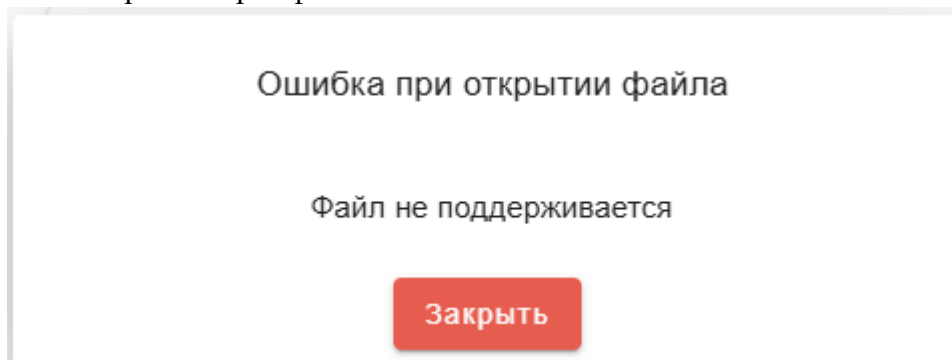 Ошибка при открытии файла
Файл не поддерживается
Закрыть